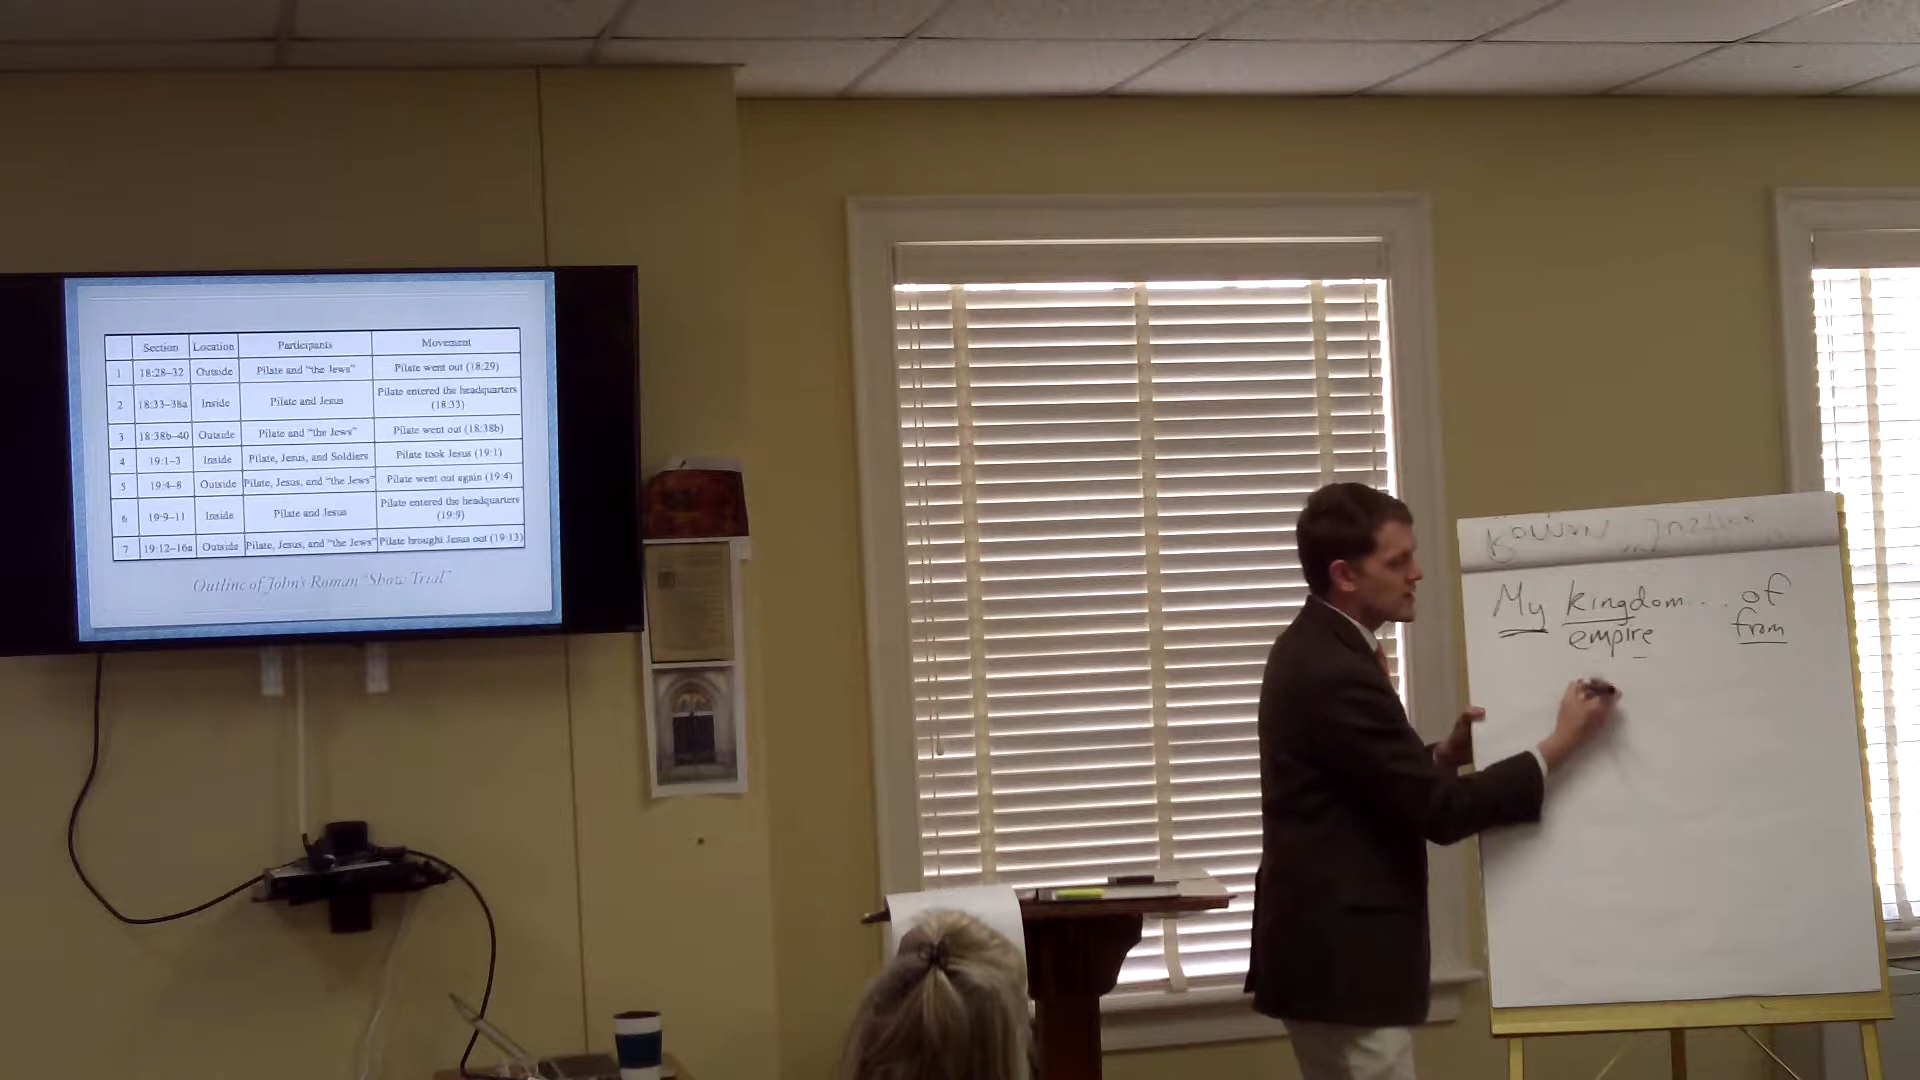 Section Location Participants Movement
1 18:28–32 Outside Pilate and "the Jews" Pilate went out (18:29)
2 18:33–38a Inside Pilate and Jesus Pilate entered the headquarters (18:33)
3 18:38b–40 Outside Pilate and "the Jews" Pilate went out (18:38b)
4 19:1–3 Inside Pilate, Jesus, and Soldiers Pilate took Jesus (19:1)
5 19:4–8 Outside Pilate, Jesus, and "the Jews" Pilate went out again (19:4)
6 19:9–11 Inside Pilate and Jesus Pilate entered the headquarters (19:9)
7 19:12–16a Outside Pilate, Jesus, and "the Jews" Pilate brought Jesus out (19:13)
Outline of John's Roman "Show Trial"
My kingdom... of
empire from